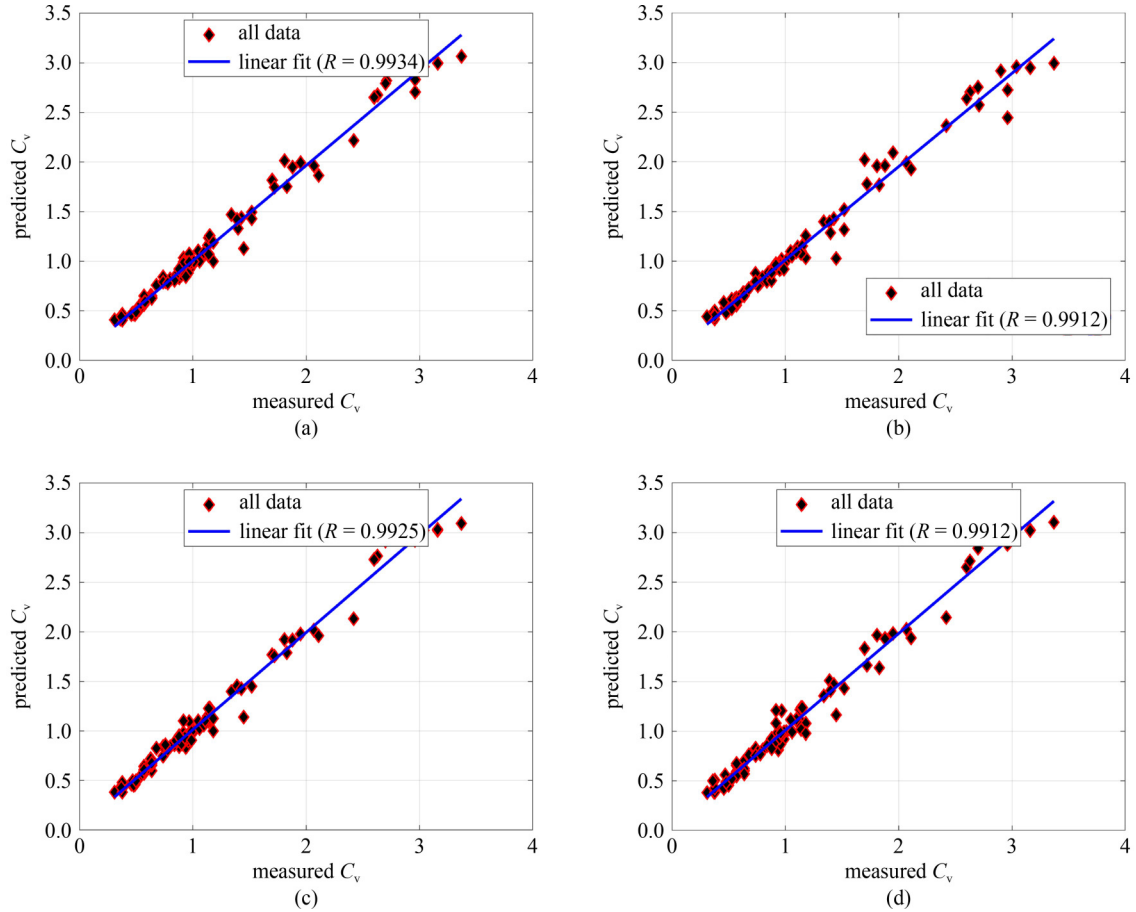 3.5
3.0
2.5
2.0
1.5
1.0
0.5
0.0
predicted Cv
all data
linear fit (R = 0.9934)
0 1 2 3 4
measured Cv
(a)
3.5
3.0
2.5
2.0
1.5
1.0
0.5
0.0
predicted Cv
all data
linear fit (R = 0.9912)
0 1 2 3 4
measured Cv
(b)
3.5
3.0
2.5
2.0
1.5
1.0
0.5
0.0
predicted Cv
all data
linear fit (R = 0.9925)
0 1 2 3 4
measured Cv
(c)
3.5
3.0
2.5
2.0
1.5
1.0
0.5
0.0
predicted Cv
all data
linear fit (R = 0.9912)
0 1 2 3 4
measured Cv
(d)